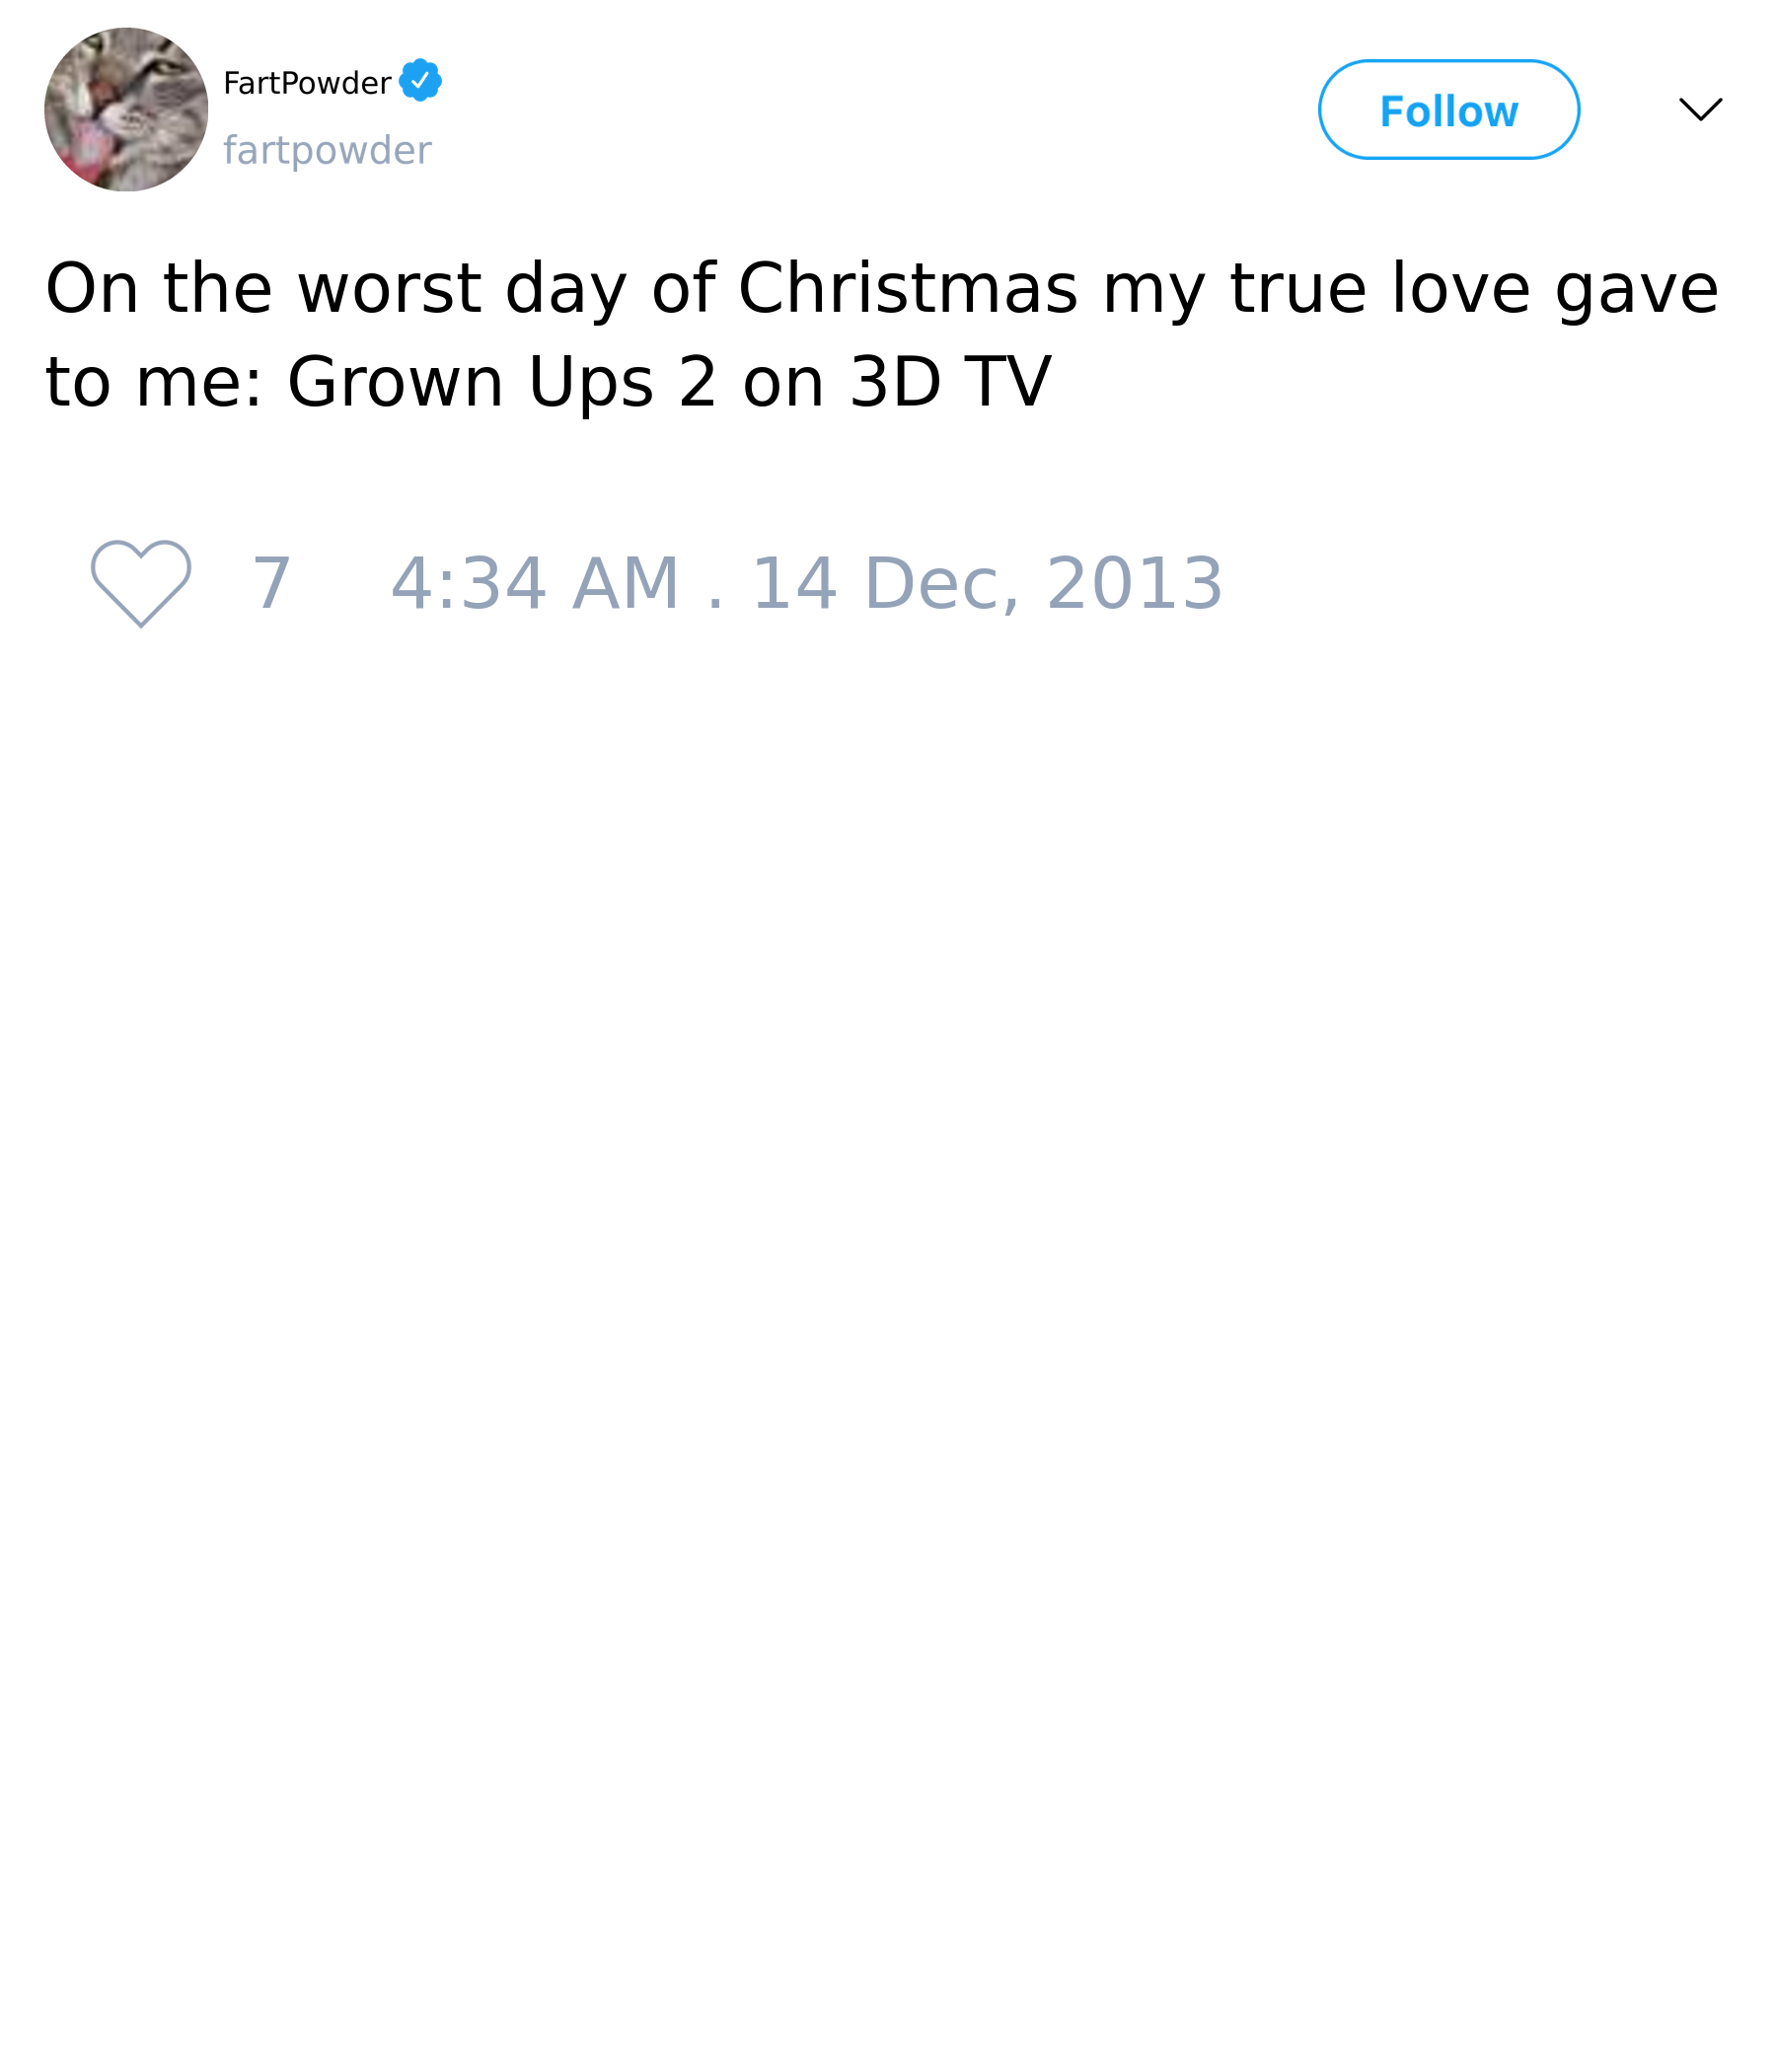 FartPowder
fartpowder
Follow
On the worst day of Christmas my true love gave
to me: Grown Ups 2 on 3D TV
7 4:34 AM . 14 Dec, 2013